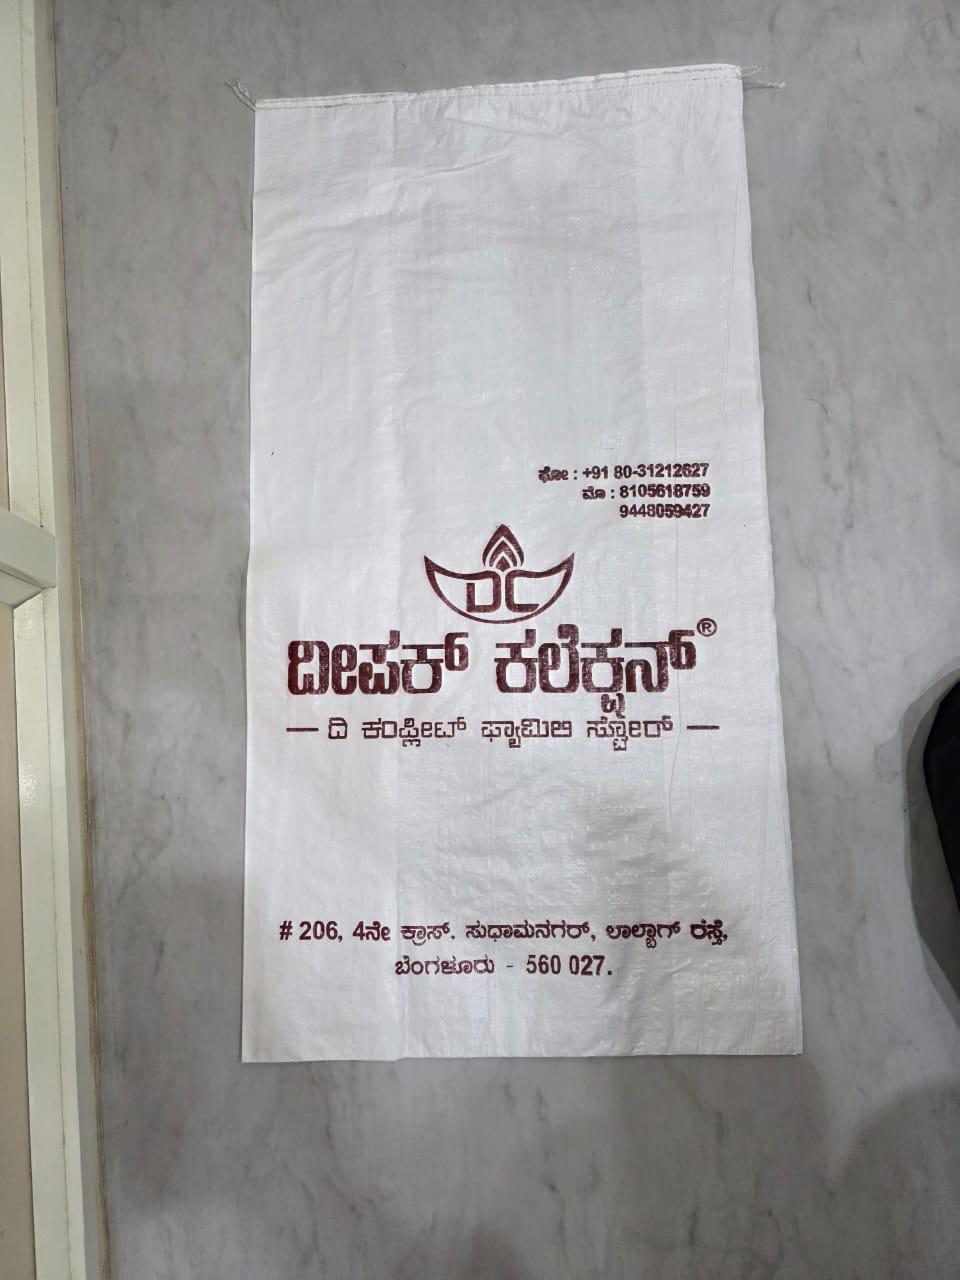 ಫೋ : +91 80-31212627
ಮೊ : 8105618759
9448059427
DC
ದೀಪಕ್ ಕಲೆಕ್ಷನ್®
— ದಿ ಕಂಪ್ಲೀಟ್ ಫ್ಯಾಮಿಲಿ ಸ್ಟೋರ್ —
# 206, 4ನೇ ಕ್ರಾಸ್. ಸುಧಾಮನಗರ್, ಲಾಲ್ಬಾಗ್ ರಸ್ತೆ,
ಬೆಂಗಳೂರು - 560 027.